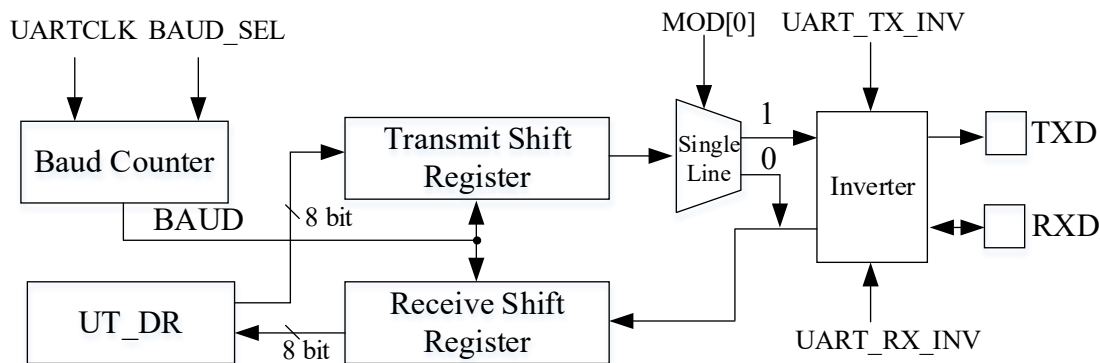 UARTCLK BAUD_SEL
MOD[0]
UART_TX_INV
Baud Counter
Transmit Shift
Register
Single
Line
1
0
Inverter
TXD
RXD
BAUD
8 bit
UT_DR
Receive Shift
Register
8 bit
UART_RX_INV